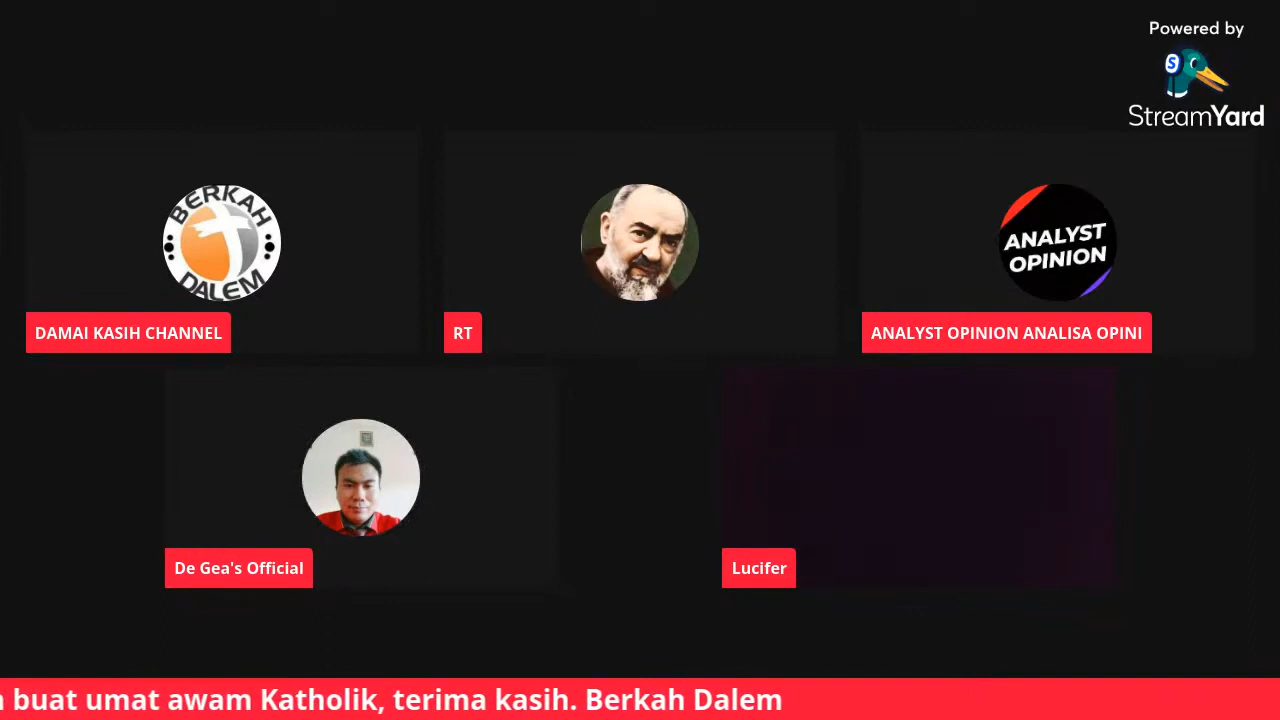 Powered by
S
StreamYard
BERKAH
DALEM
ANALYST
OPINION
DAMAI KASIH CHANNEL
RT
ANALYST OPINION ANALISA OPINI
De Gea's Official
Lucifer
buat umat awam Katholik, terima kasih. Berkah Dalem